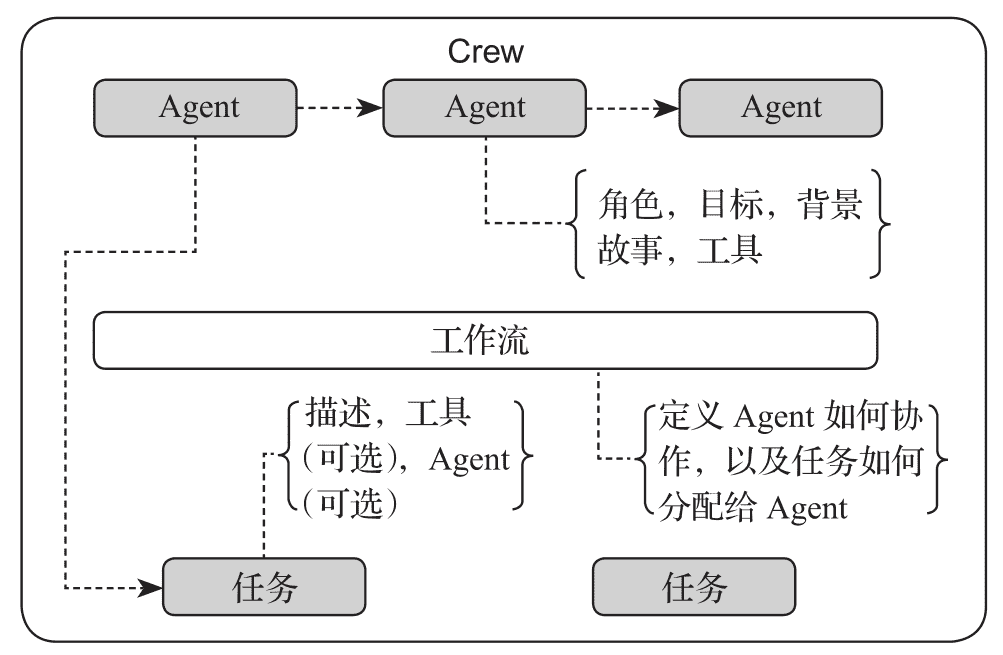 Crew
Agent
Agent
Agent
角色，目标，背景
故事，工具
工作流
描述，工具
(可选)，Agent
(可选)
定义 Agent 如何协
作，以及任务如何
分配给 Agent
任务
任务